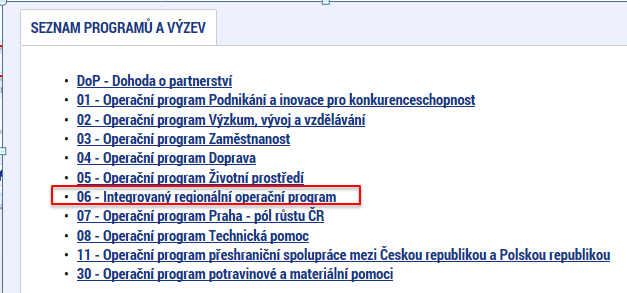 SEZNAM PROGRAMŮ A VÝZEV
• DoP - Dohoda o partnerství
• 01 - Operační program Podnikání a inovace pro konkurenceschopnost
• 02 - Operační program Výzkum, vývoj a vzdělávání
• 03 - Operační program Zaměstnanost
• 04 - Operační program Doprava
• 05 - Operační program Životní prostředí
• 06 - Integrovaný regionální operační program
• 07 - Operační program Praha - pól růstu ČR
• 08 - Operační program Technická pomoc
• 11 - Operační program přeshraniční spolupráce mezi Českou republikou a Polskou republikou
• 30 - Operační program potravinové a materiální pomoci